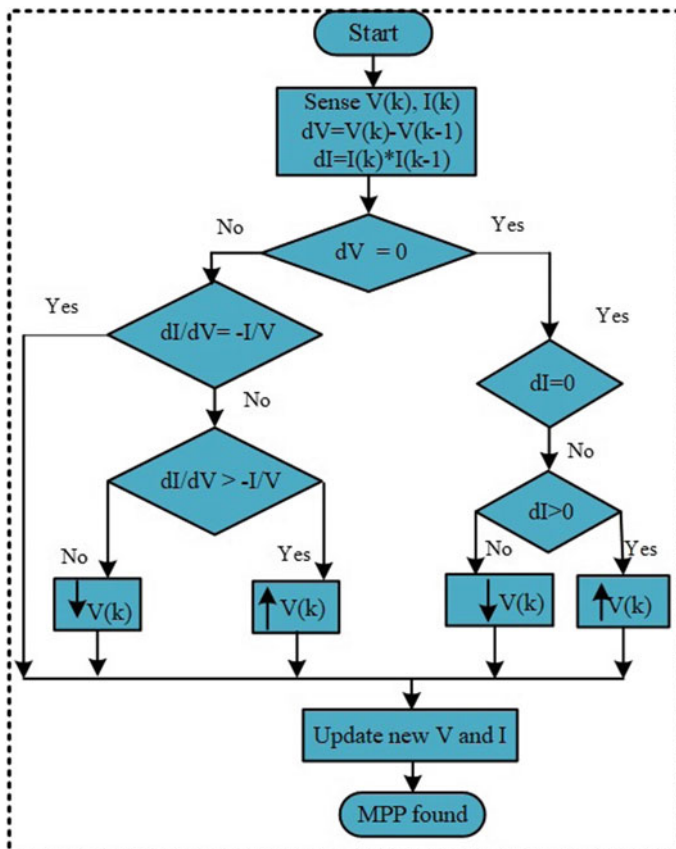 Start
Sense V(k), I(k)
dV=V(k)-V(k-1)
dI=I(k)*I(k-1)
No
Yes
dV = 0
Yes
dI/dV= -I/V
Yes
dI=0
No
No
dI/dV > -I/V
dI>0
No
Yes
No
Yes
V(k)
V(k)
V(k)
V(k)
Update new V and I
MPP found